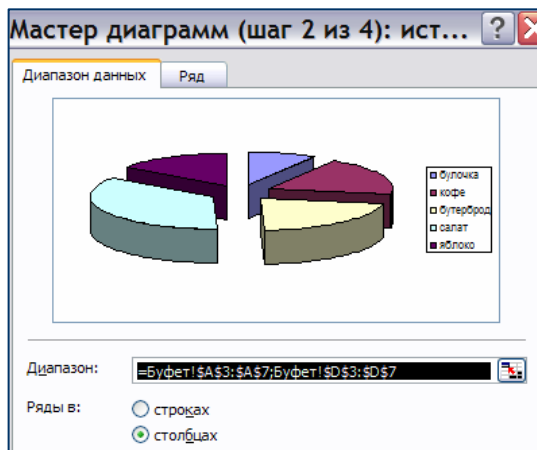 Мастер диаграмм (шаг 2 из 4): ист...
Диапазон данных
Ряд
булочка
кофе
бутерброд
салат
яблоко
Диапазон:
=Буфет!$A$3:$A$7;Буфет!$D$3:$D$7
Ряды в:
строках
столбцах